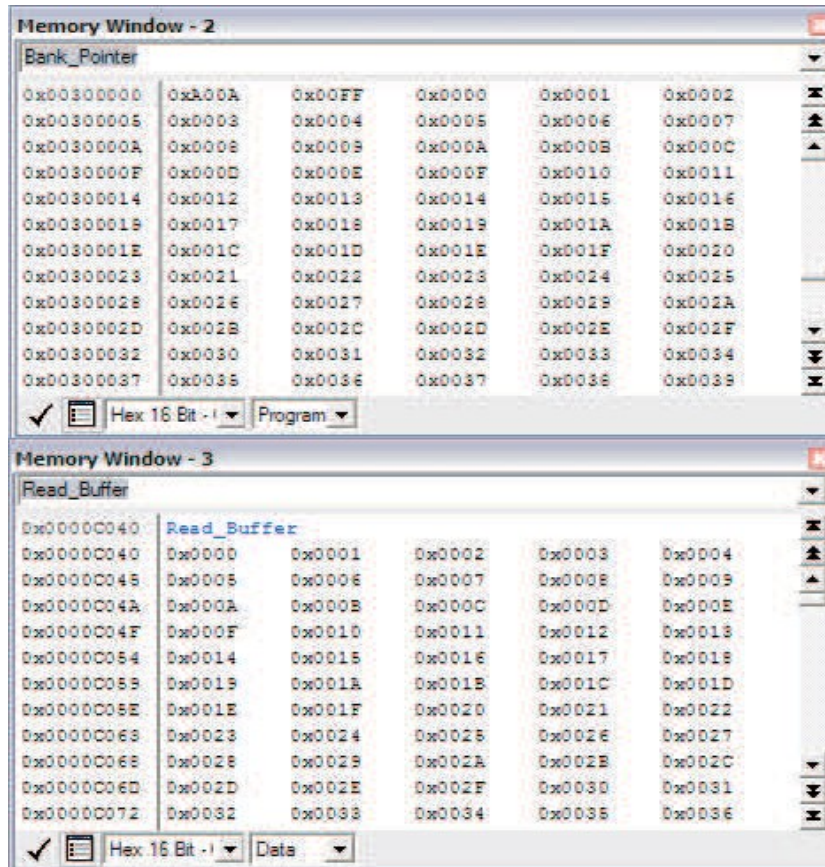 Memory Window - 2
Bank_Pointer
0x00300000 0xA00A 0x00FF 0x0000 0x0001 0x0002
0x00300005 0x0003 0x0004 0x0005 0x0006 0x0007
0x0030000A 0x0008 0x0009 0x000A 0x000B 0x000C
0x0030000F 0x000D 0x000E 0x000F 0x0010 0x0011
0x00300014 0x0012 0x0013 0x0014 0x0015 0x0016
0x00300019 0x0017 0x0018 0x0019 0x001A 0x001B
0x0030001E 0x001C 0x001D 0x001E 0x001F 0x0020
0x00300023 0x0021 0x0022 0x0023 0x0024 0x0025
0x00300028 0x0026 0x0027 0x0028 0x0029 0x002A
0x0030002D 0x002B 0x002C 0x002D 0x002E 0x002F
0x00300032 0x0030 0x0031 0x0032 0x0033 0x0034
0x00300037 0x0035 0x0036 0x0037 0x0038 0x0039
Hex 16 Bit - Program
Memory Window - 3
Read_Buffer
0x0000C040 Read_Buffer
0x0000C040 0x0000 0x0001 0x0002 0x0003 0x0004
0x0000C045 0x0005 0x0006 0x0007 0x0008 0x0009
0x0000C04A 0x000A 0x000B 0x000C 0x000D 0x000E
0x0000C04F 0x000F 0x0010 0x0011 0x0012 0x0013
0x0000C054 0x0014 0x0015 0x0016 0x0017 0x0018
0x0000C059 0x0019 0x001A 0x001B 0x001C 0x001D
0x0000C05E 0x001E 0x001F 0x0020 0x0021 0x0022
0x0000C063 0x0023 0x0024 0x0025 0x0026 0x0027
0x0000C068 0x0028 0x0029 0x002A 0x002B 0x002C
0x0000C06D 0x002D 0x002E 0x002F 0x0030 0x0031
0x0000C072 0x0032 0x0033 0x0034 0x0035 0x0036
Hex 16 Bit - Data